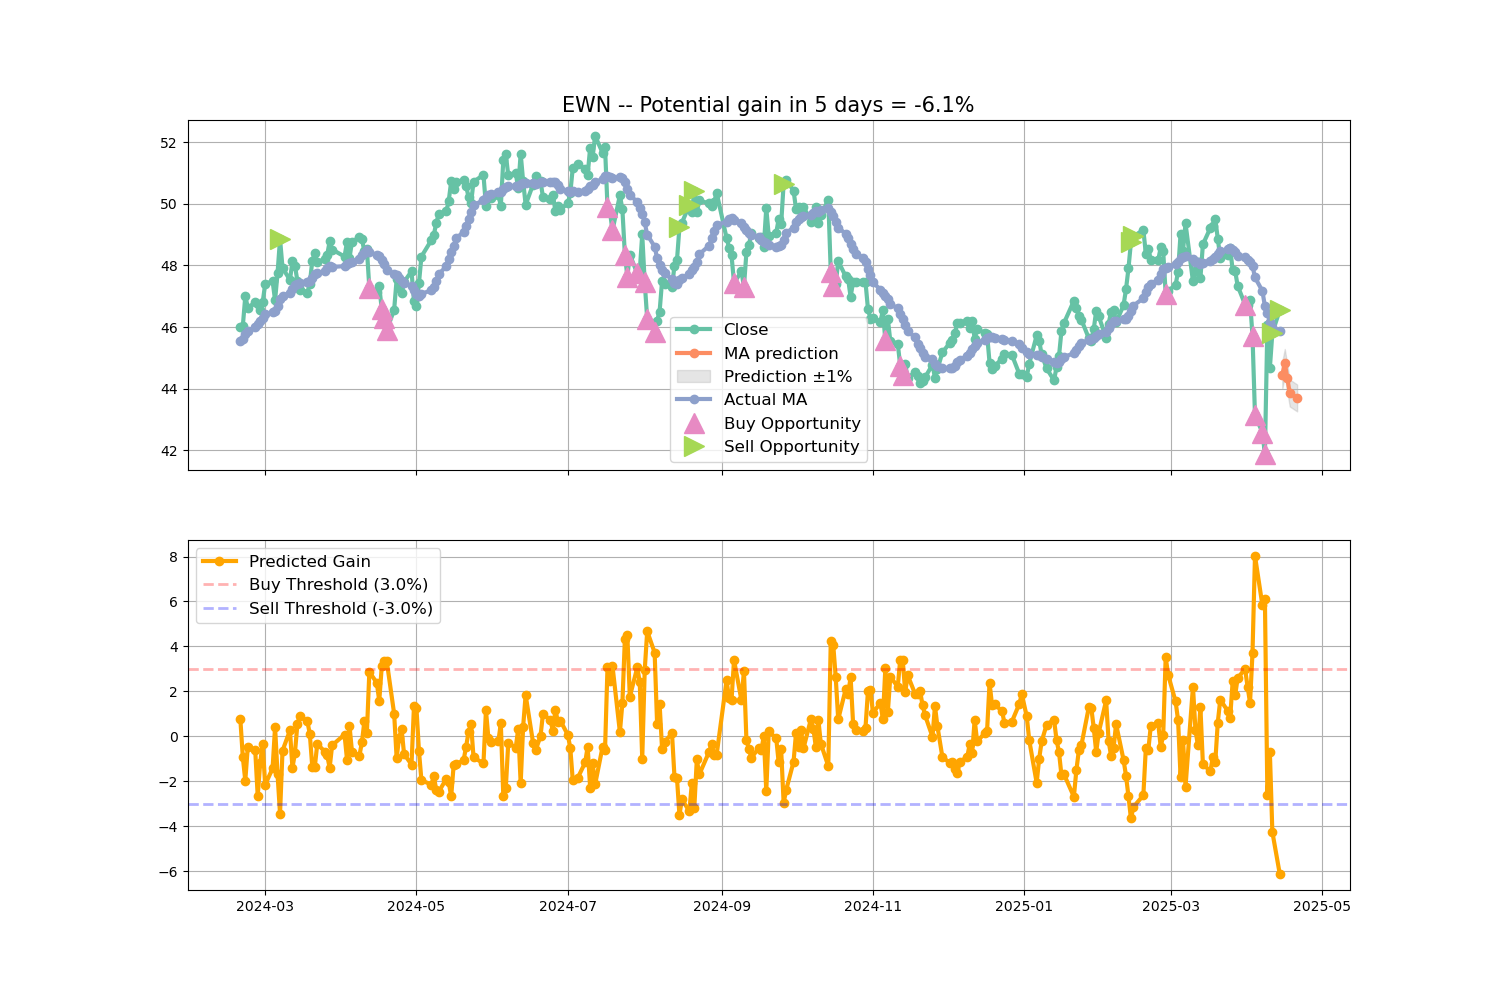 EWN -- Potential gain in 5 days = -6.1%
52
50
48
46
44
42
Close
MA prediction
Prediction ±1%
Actual MA
Buy Opportunity
Sell Opportunity
8
6
4
2
0
−2
−4
−6
Predicted Gain
Buy Threshold (3.0%)
Sell Threshold (-3.0%)
2024-03 2024-05 2024-07 2024-09 2024-11 2025-01 2025-03 2025-05